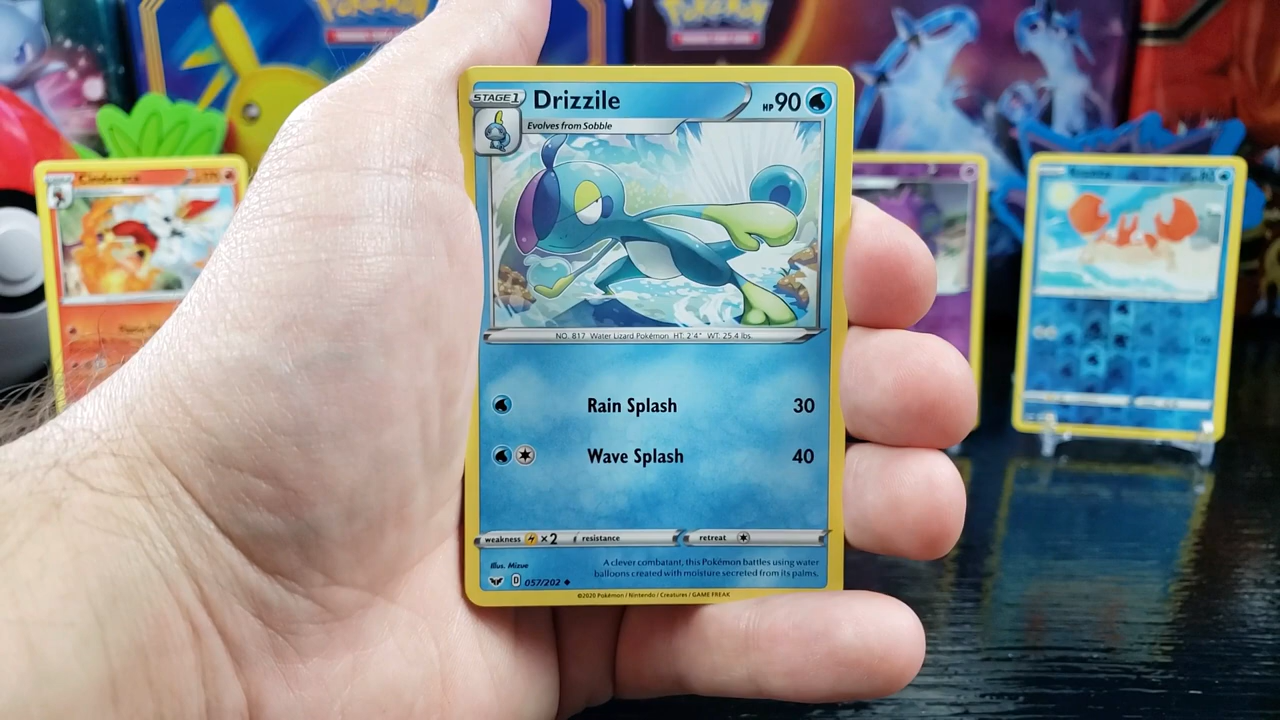 Pokémon
Pokémon
STAGE 1
Drizzile
HP 90
Evolves from Sobble
NO. 817 Water Lizard Pokémon HT: 2'4" WT: 25.4 lbs.
Rain Splash 30
Wave Splash 40
weakness ×2 resistance retreat
Illus. Mizue
A clever combatant, this Pokémon battles using water
balloons created with moisture secreted from its palms.
D 057/202
©2020 Pokémon / Nintendo / Creatures / GAME FREAK